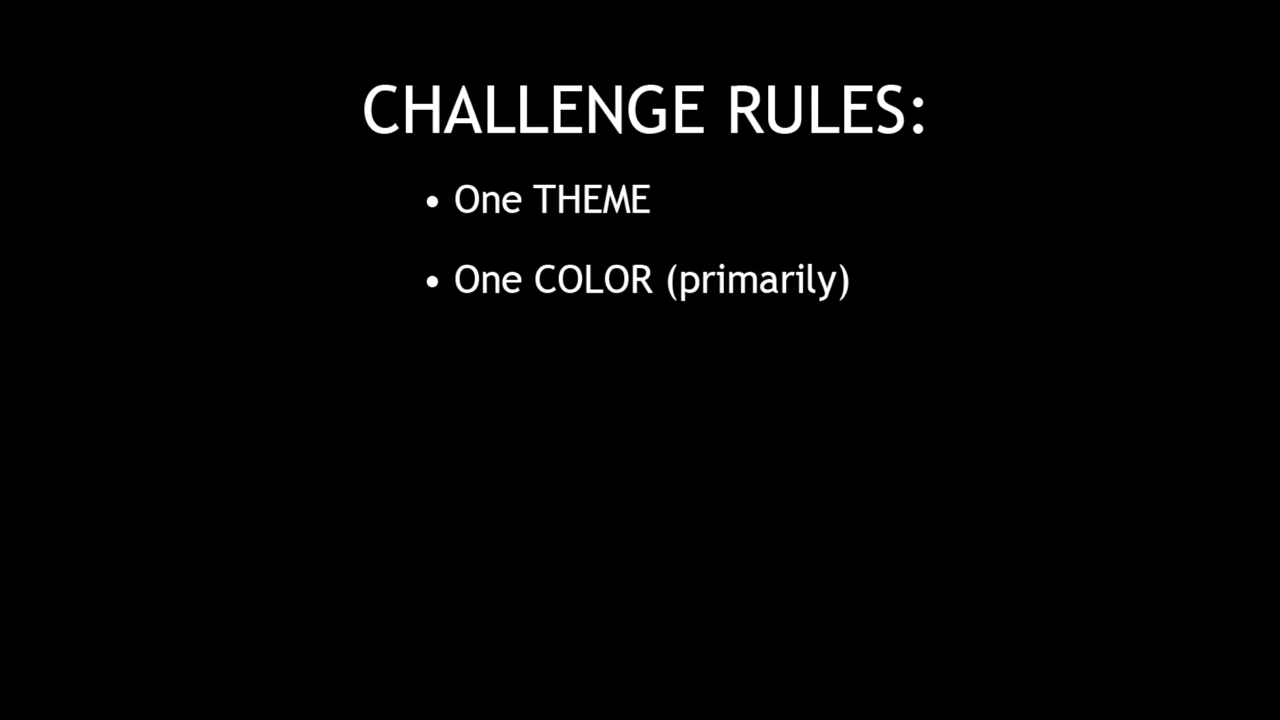 CHALLENGE RULES:
• One THEME
• One COLOR (primarily)